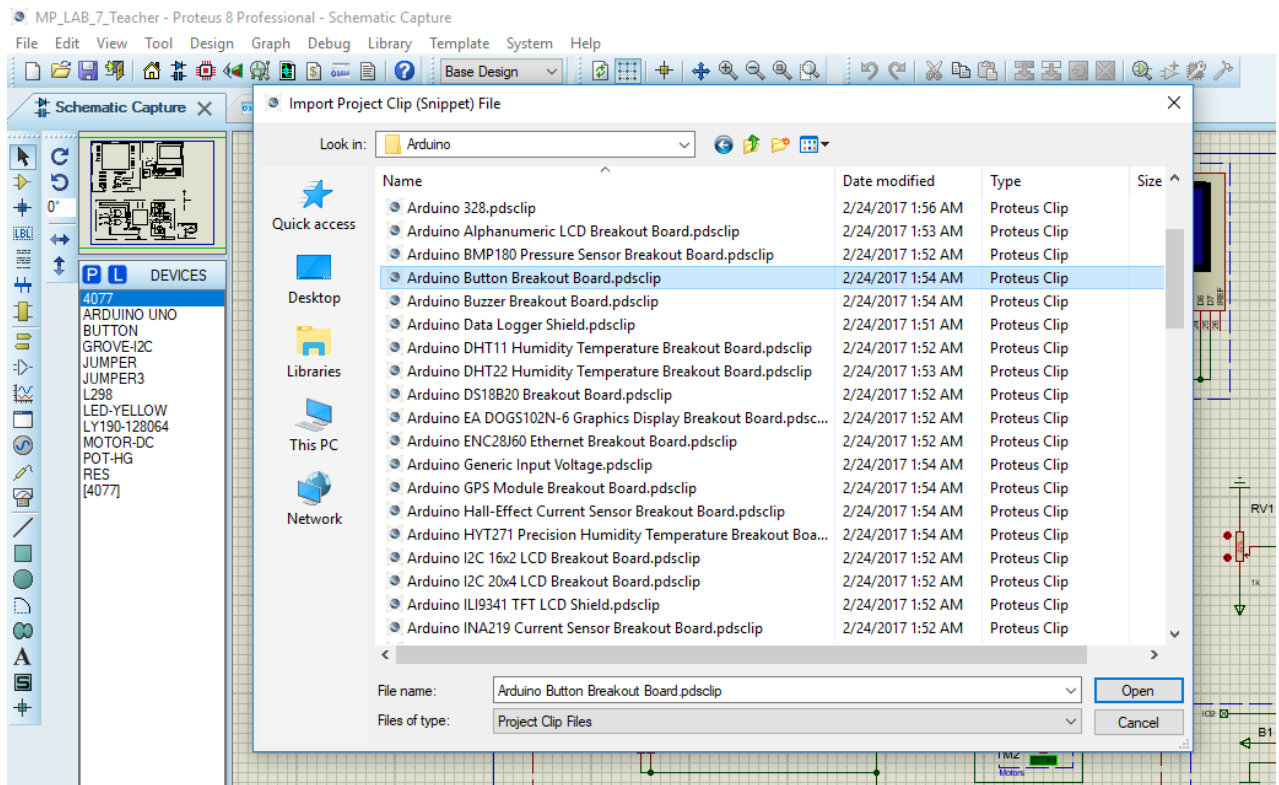 MP_LAB_7_Teacher - Proteus 8 Professional - Schematic Capture
File Edit View Tool Design Graph Debug Library Template System Help
Base Design
Schematic Capture
Import Project Clip (Snippet) File
Look in: Arduino
0°
LBL
Quick access
Desktop
Libraries
This PC
Network
P L DEVICES
4077
ARDUINO UNO
BUTTON
GROVE-I2C
JUMPER
JUMPER3
L298
LED-YELLOW
LY190-128064
MOTOR-DC
POT-HG
RES
[4077]
Name Date modified Type Size
Arduino 328.pdsclip 2/24/2017 1:56 AM Proteus Clip
Arduino Alphanumeric LCD Breakout Board.pdsclip 2/24/2017 1:53 AM Proteus Clip
Arduino BMP180 Pressure Sensor Breakout Board.pdsclip 2/24/2017 1:52 AM Proteus Clip
Arduino Button Breakout Board.pdsclip 2/24/2017 1:54 AM Proteus Clip
Arduino Buzzer Breakout Board.pdsclip 2/24/2017 1:54 AM Proteus Clip
Arduino Data Logger Shield.pdsclip 2/24/2017 1:51 AM Proteus Clip
Arduino DHT11 Humidity Temperature Breakout Board.pdsclip 2/24/2017 1:52 AM Proteus Clip
Arduino DHT22 Humidity Temperature Breakout Board.pdsclip 2/24/2017 1:53 AM Proteus Clip
Arduino DS18B20 Breakout Board.pdsclip 2/24/2017 1:52 AM Proteus Clip
Arduino EA DOGS102N-6 Graphics Display Breakout Board.pdsc... 2/24/2017 1:52 AM Proteus Clip
Arduino ENC28J60 Ethernet Breakout Board.pdsclip 2/24/2017 1:52 AM Proteus Clip
Arduino Generic Input Voltage.pdsclip 2/24/2017 1:54 AM Proteus Clip
Arduino GPS Module Breakout Board.pdsclip 2/24/2017 1:54 AM Proteus Clip
Arduino Hall-Effect Current Sensor Breakout Board.pdsclip 2/24/2017 1:54 AM Proteus Clip
Arduino HYT271 Precision Humidity Temperature Breakout Boa... 2/24/2017 1:54 AM Proteus Clip
Arduino I2C 16x2 LCD Breakout Board.pdsclip 2/24/2017 1:52 AM Proteus Clip
Arduino I2C 20x4 LCD Breakout Board.pdsclip 2/24/2017 1:52 AM Proteus Clip
Arduino ILI9341 TFT LCD Shield.pdsclip 2/24/2017 1:52 AM Proteus Clip
Arduino INA219 Current Sensor Breakout Board.pdsclip 2/24/2017 1:52 AM Proteus Clip
File name: Arduino Button Breakout Board.pdsclip Open
Files of type: Project Clip Files Cancel
D6
D7
IREF
24
25
26
RV1
1k
IO2
B1
TM2
Motors
A
S